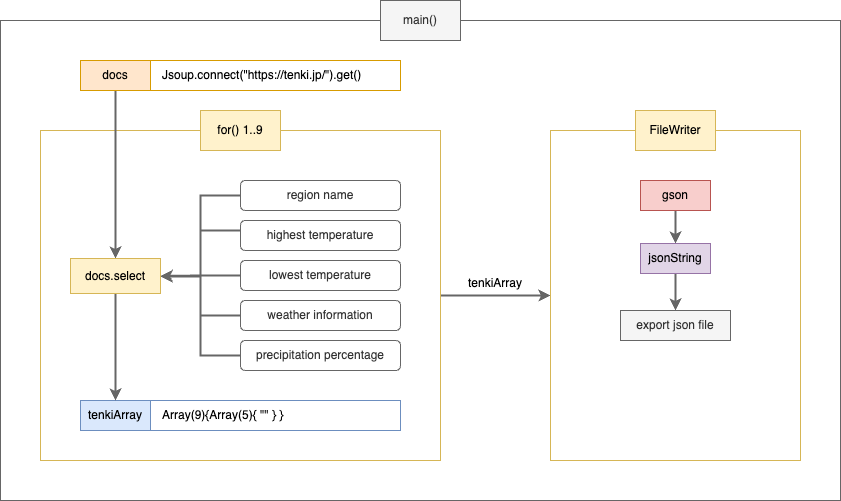 main()
docs
Jsoup.connect("https://tenki.jp/").get()
for() 1..9
region name
highest temperature
docs.select
lowest temperature
weather information
precipitation percentage
tenkiArray
Array(9){Array(5){ "" } }
tenkiArray
FileWriter
gson
jsonString
export json file